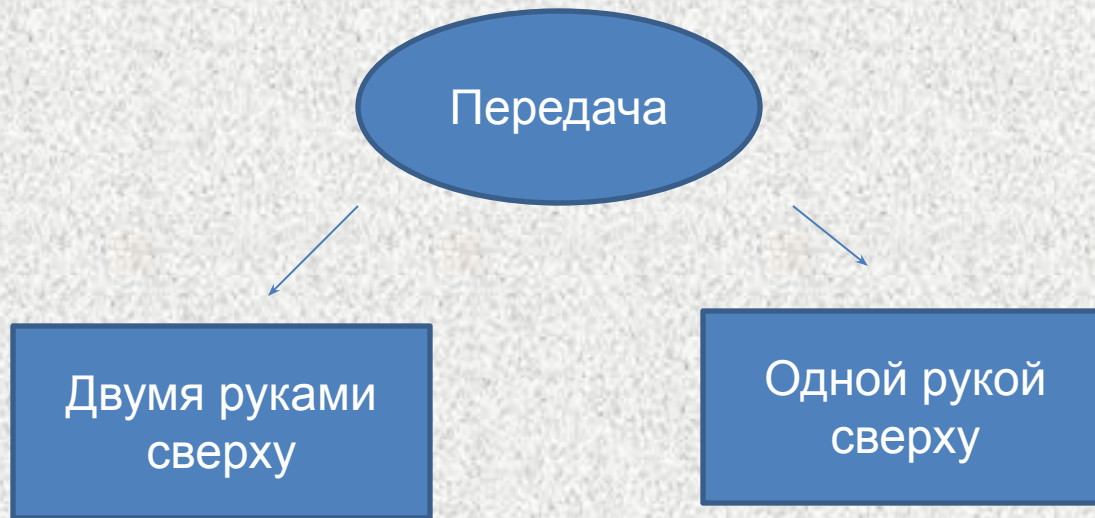 Передача
Двумя руками
сверху
Одной рукой
сверху